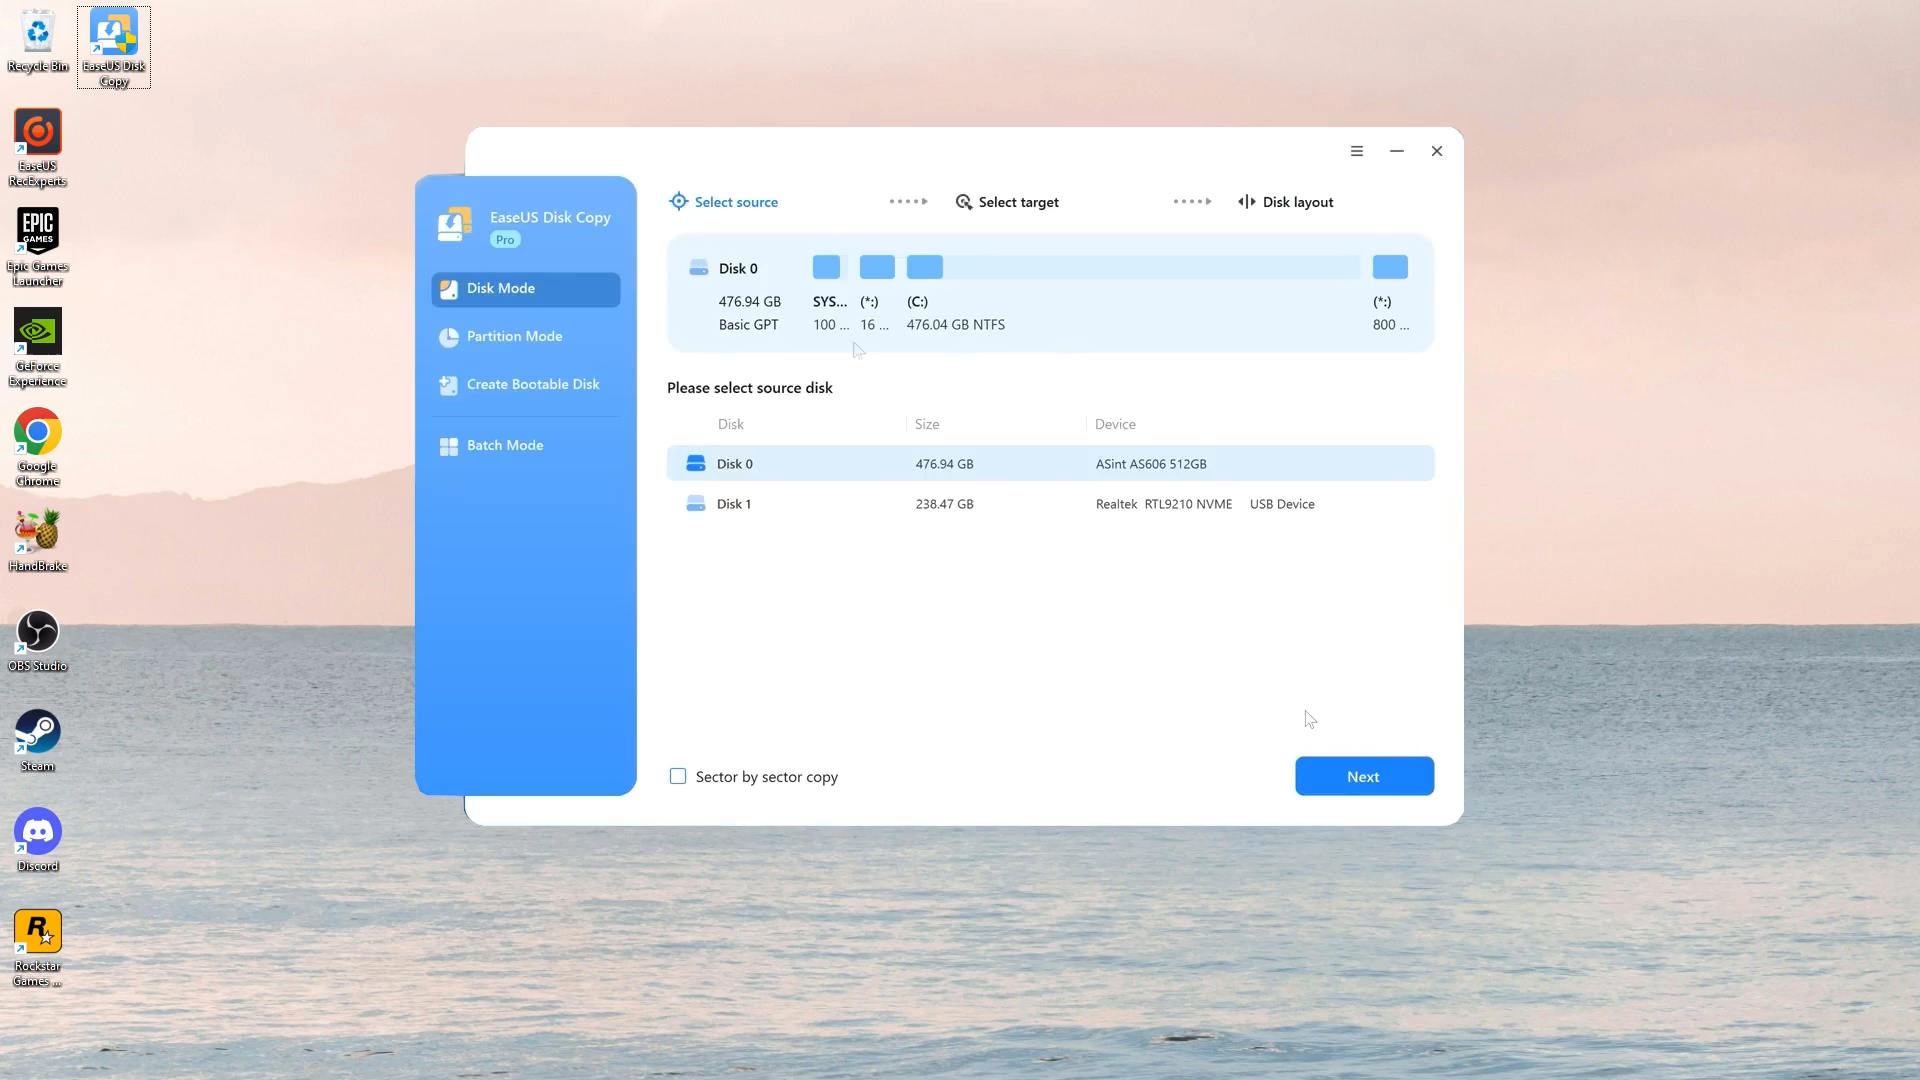 Recycle Bin
EaseUS Disk
Copy
EaseUS
RecExperts
EPIC
GAMES
Epic Games
Launcher
GeForce
Experience
Google
Chrome
HandBrake
OBS Studio
Steam
Discord
R
Rockstar
Games ...
EaseUS Disk Copy
Pro
Disk Mode
Partition Mode
Create Bootable Disk
Batch Mode
Select source
Select target
Disk layout
Disk 0
476.94 GB SYS... (*:) (C:) (*:)
Basic GPT 100 ... 16 ... 476.04 GB NTFS 800 ...
Please select source disk
Disk Size Device
Disk 0 476.94 GB ASint AS606 512GB
Disk 1 238.47 GB Realtek RTL9210 NVME USB Device
Sector by sector copy
Next